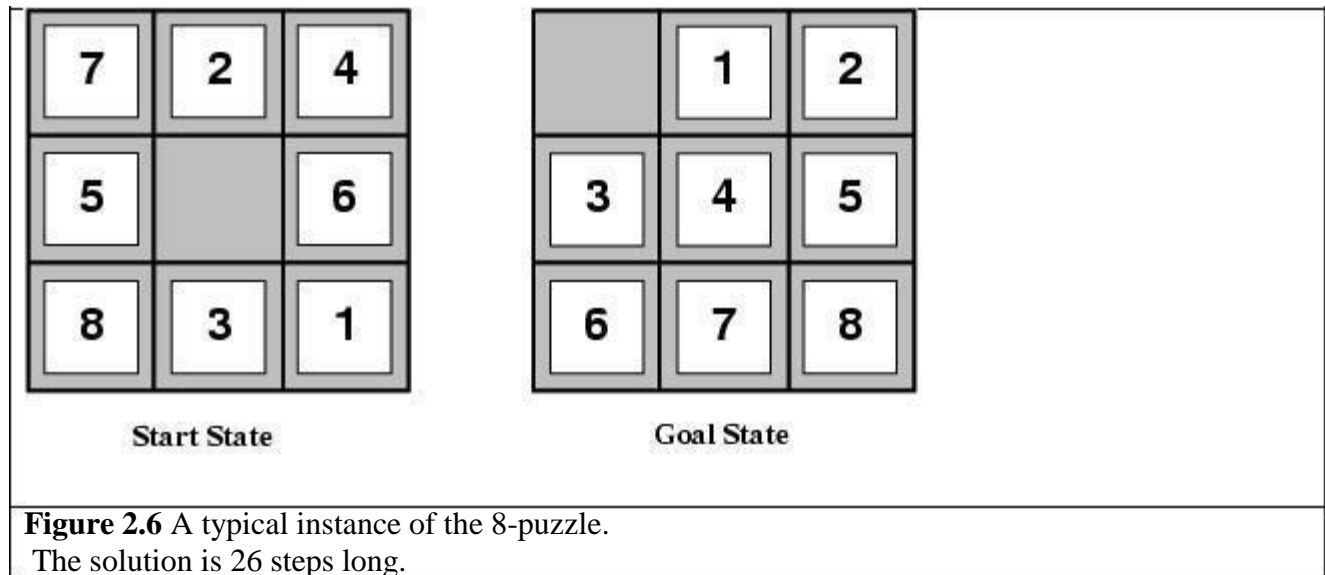 7 2 4
1 2
5 6
3 4 5
8 3 1
6 7 8
Start State
Goal State
Figure 2.6 A typical instance of the 8-puzzle.
The solution is 26 steps long.